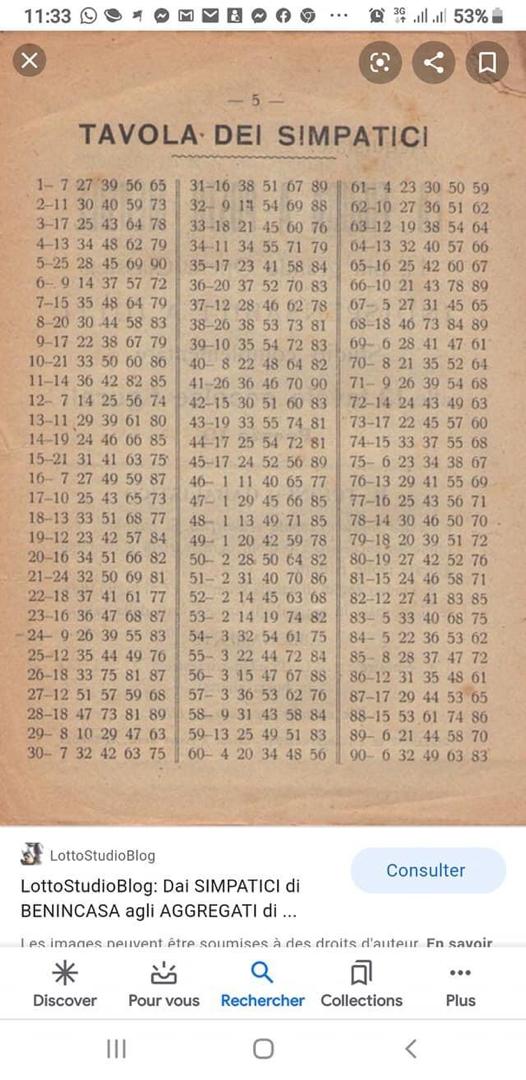 11:33
3G
53%
— 5 —
TAVOLA DEI SIMPATICI
1– 7 27 39 56 65
2–11 30 40 59 73
3–17 25 43 64 78
4–13 34 48 62 79
5–25 28 45 69 90
6– 9 14 37 57 72
7–15 35 48 64 79
8–20 30 44 58 83
9–17 22 38 67 79
10–21 33 50 60 86
11–14 36 42 82 85
12– 7 14 25 56 74
13–11 29 39 61 80
14–19 24 46 66 85
15–21 31 41 63 75
16– 7 27 49 59 87
17–10 25 43 65 73
18–13 33 51 68 77
19–12 23 42 57 84
20–16 34 51 66 82
21–24 32 50 69 81
22–18 37 41 61 77
23–16 36 47 68 87
24– 9 26 39 55 83
25–12 35 44 49 76
26–18 33 75 81 87
27–12 51 57 59 68
28–18 47 73 81 89
29– 8 10 29 47 63
30– 7 32 42 63 75
31–16 38 51 67 89
32– 9 54 69 88
33–18 21 45 60 76
34–11 34 55 71 79
35–17 23 41 58 84
36–20 37 52 70 83
37–12 28 46 62 78
38–26 38 53 73 81
39–10 35 54 72 83
40– 8 22 48 64 82
41–26 36 46 70 90
42–15 30 51 60 83
43–19 33 55 74 81
44–17 25 54 72 81
45–17 24 52 56 89
46– 1 11 40 65 77
47– 1 29 45 66 85
48– 1 13 49 71 85
49– 1 20 42 59 78
50– 2 28 50 64 82
51– 2 31 40 70 86
52– 2 14 45 63 68
53– 2 14 19 74 82
54– 3 32 54 61 75
55– 3 22 44 72 84
56– 3 15 47 67 88
57– 3 36 53 62 76
58– 9 31 43 58 84
59–13 25 49 51 83
60– 4 20 34 48 56
61– 4 23 30 50 59
62–10 27 36 51 62
63–12 19 38 54 64
64–13 32 40 57 66
65–16 25 42 60 67
66–10 21 43 78 89
67– 5 27 31 45 65
68–18 46 73 84 89
69– 6 28 41 47 61
70– 8 21 35 52 64
71– 9 26 39 54 68
72–14 24 43 49 63
73–17 22 45 57 60
74–15 33 37 55 68
75– 6 23 34 38 67
76–13 29 41 55 69
77–16 25 43 56 71
78–14 30 46 50 70
79–18 20 39 51 72
80–19 27 42 52 76
81–15 24 46 58 71
82–12 27 41 83 85
83– 5 33 40 68 75
84– 5 22 36 53 62
85– 8 28 37 47 72
86–12 31 35 48 61
87–17 29 44 53 65
88–15 53 61 74 86
89– 6 21 44 58 70
90– 6 32 49 63 83
LottoStudioBlog
Consulter
LottoStudioBlog: Dai SIMPATICI di
BENINCASA agli AGGREGATI di ...
Les images peuvent être soumises à des droits d'auteur. En savoir
Discover
Pour vous
Rechercher
Collections
Plus